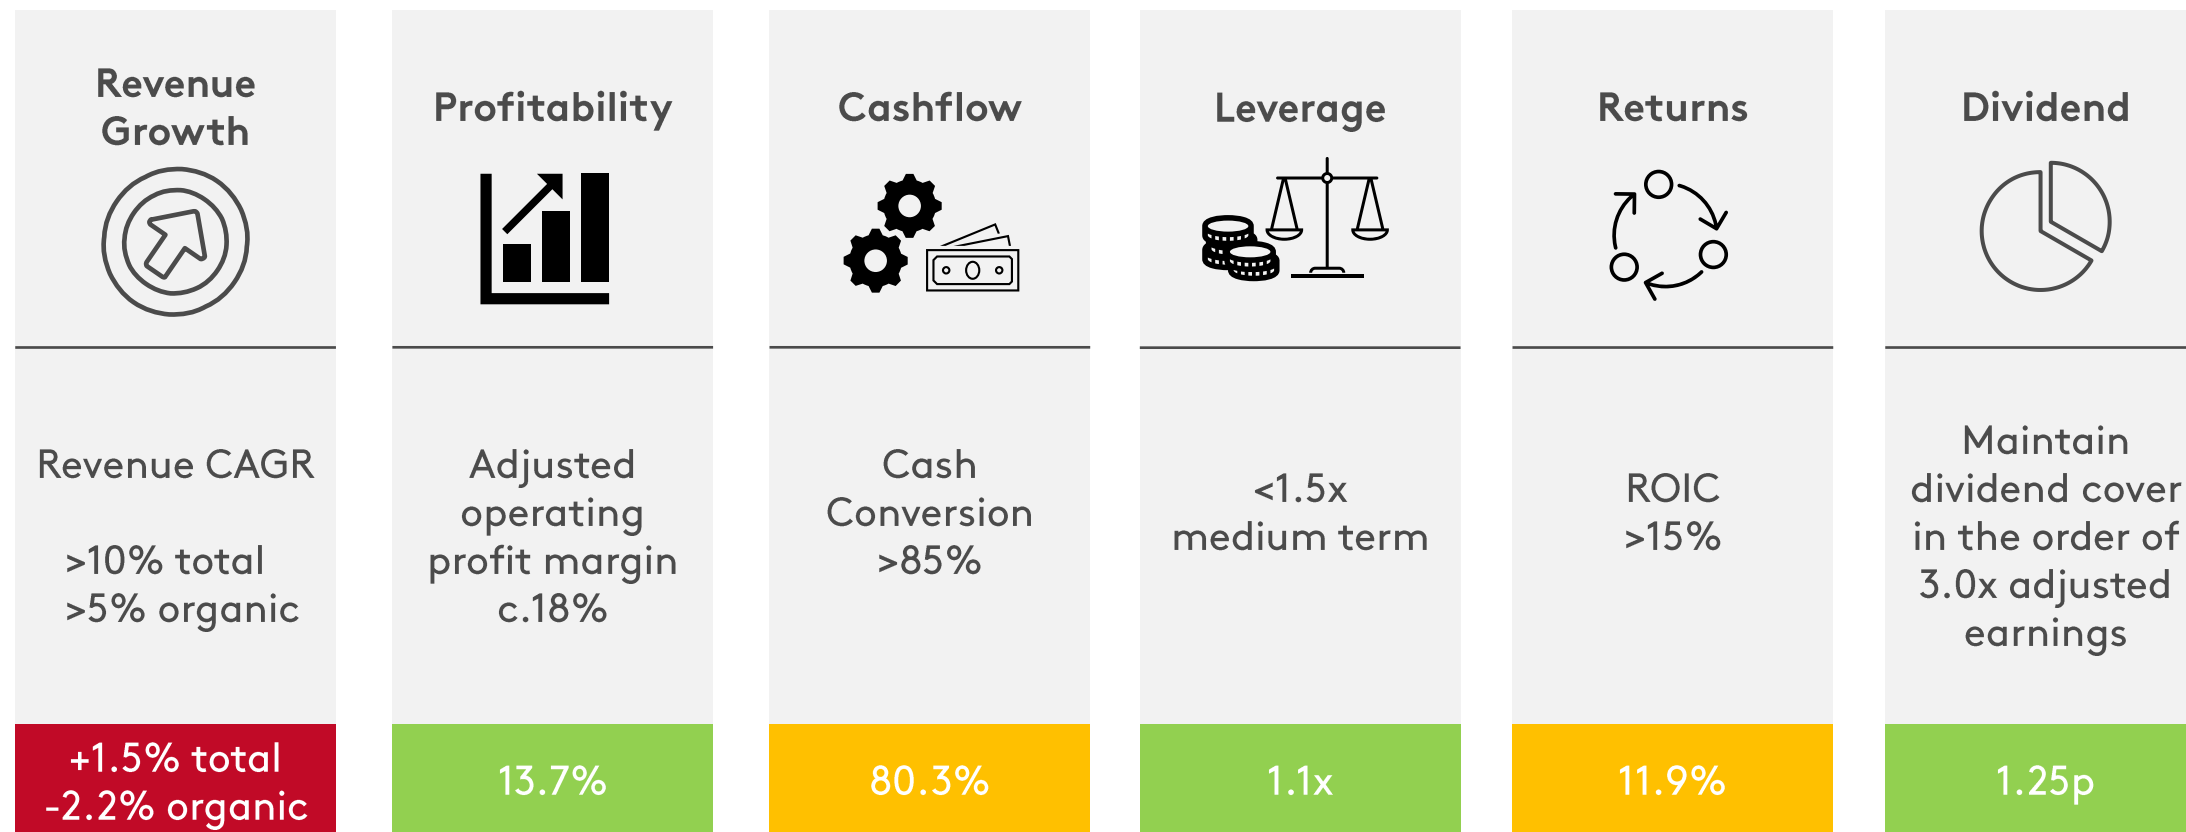 Revenue
Growth
Profitability
Cashflow
Leverage
Returns
Dividend
Revenue CAGR
>10% total
>5% organic
Adjusted
operating
profit margin
c.18%
Cash
Conversion
>85%
<1.5x
medium term
ROIC
>15%
Maintain
dividend cover
in the order of
3.0x adjusted
earnings
+1.5% total
-2.2% organic
13.7%
80.3%
1.1x
11.9%
1.25p